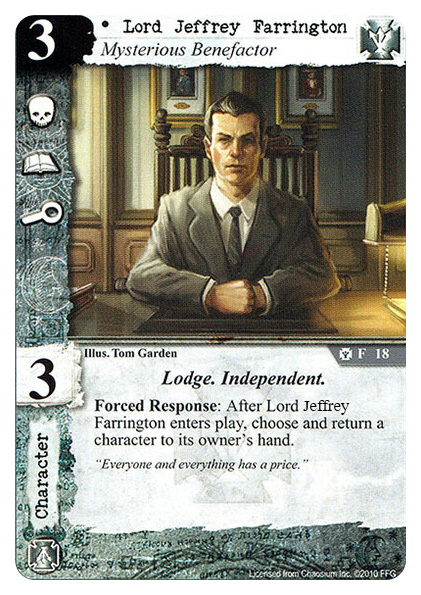 3
• Lord Jeffrey Farrington
Mysterious Benefactor
Illus. Tom Garden
F 18
3
Lodge. Independent.
Forced Response: After Lord Jeffrey
Farrington enters play, choose and return a
character to its owner's hand.
“Everyone and everything has a price.”
Character
Licensed from Chaosium Inc. ©2010 FFG